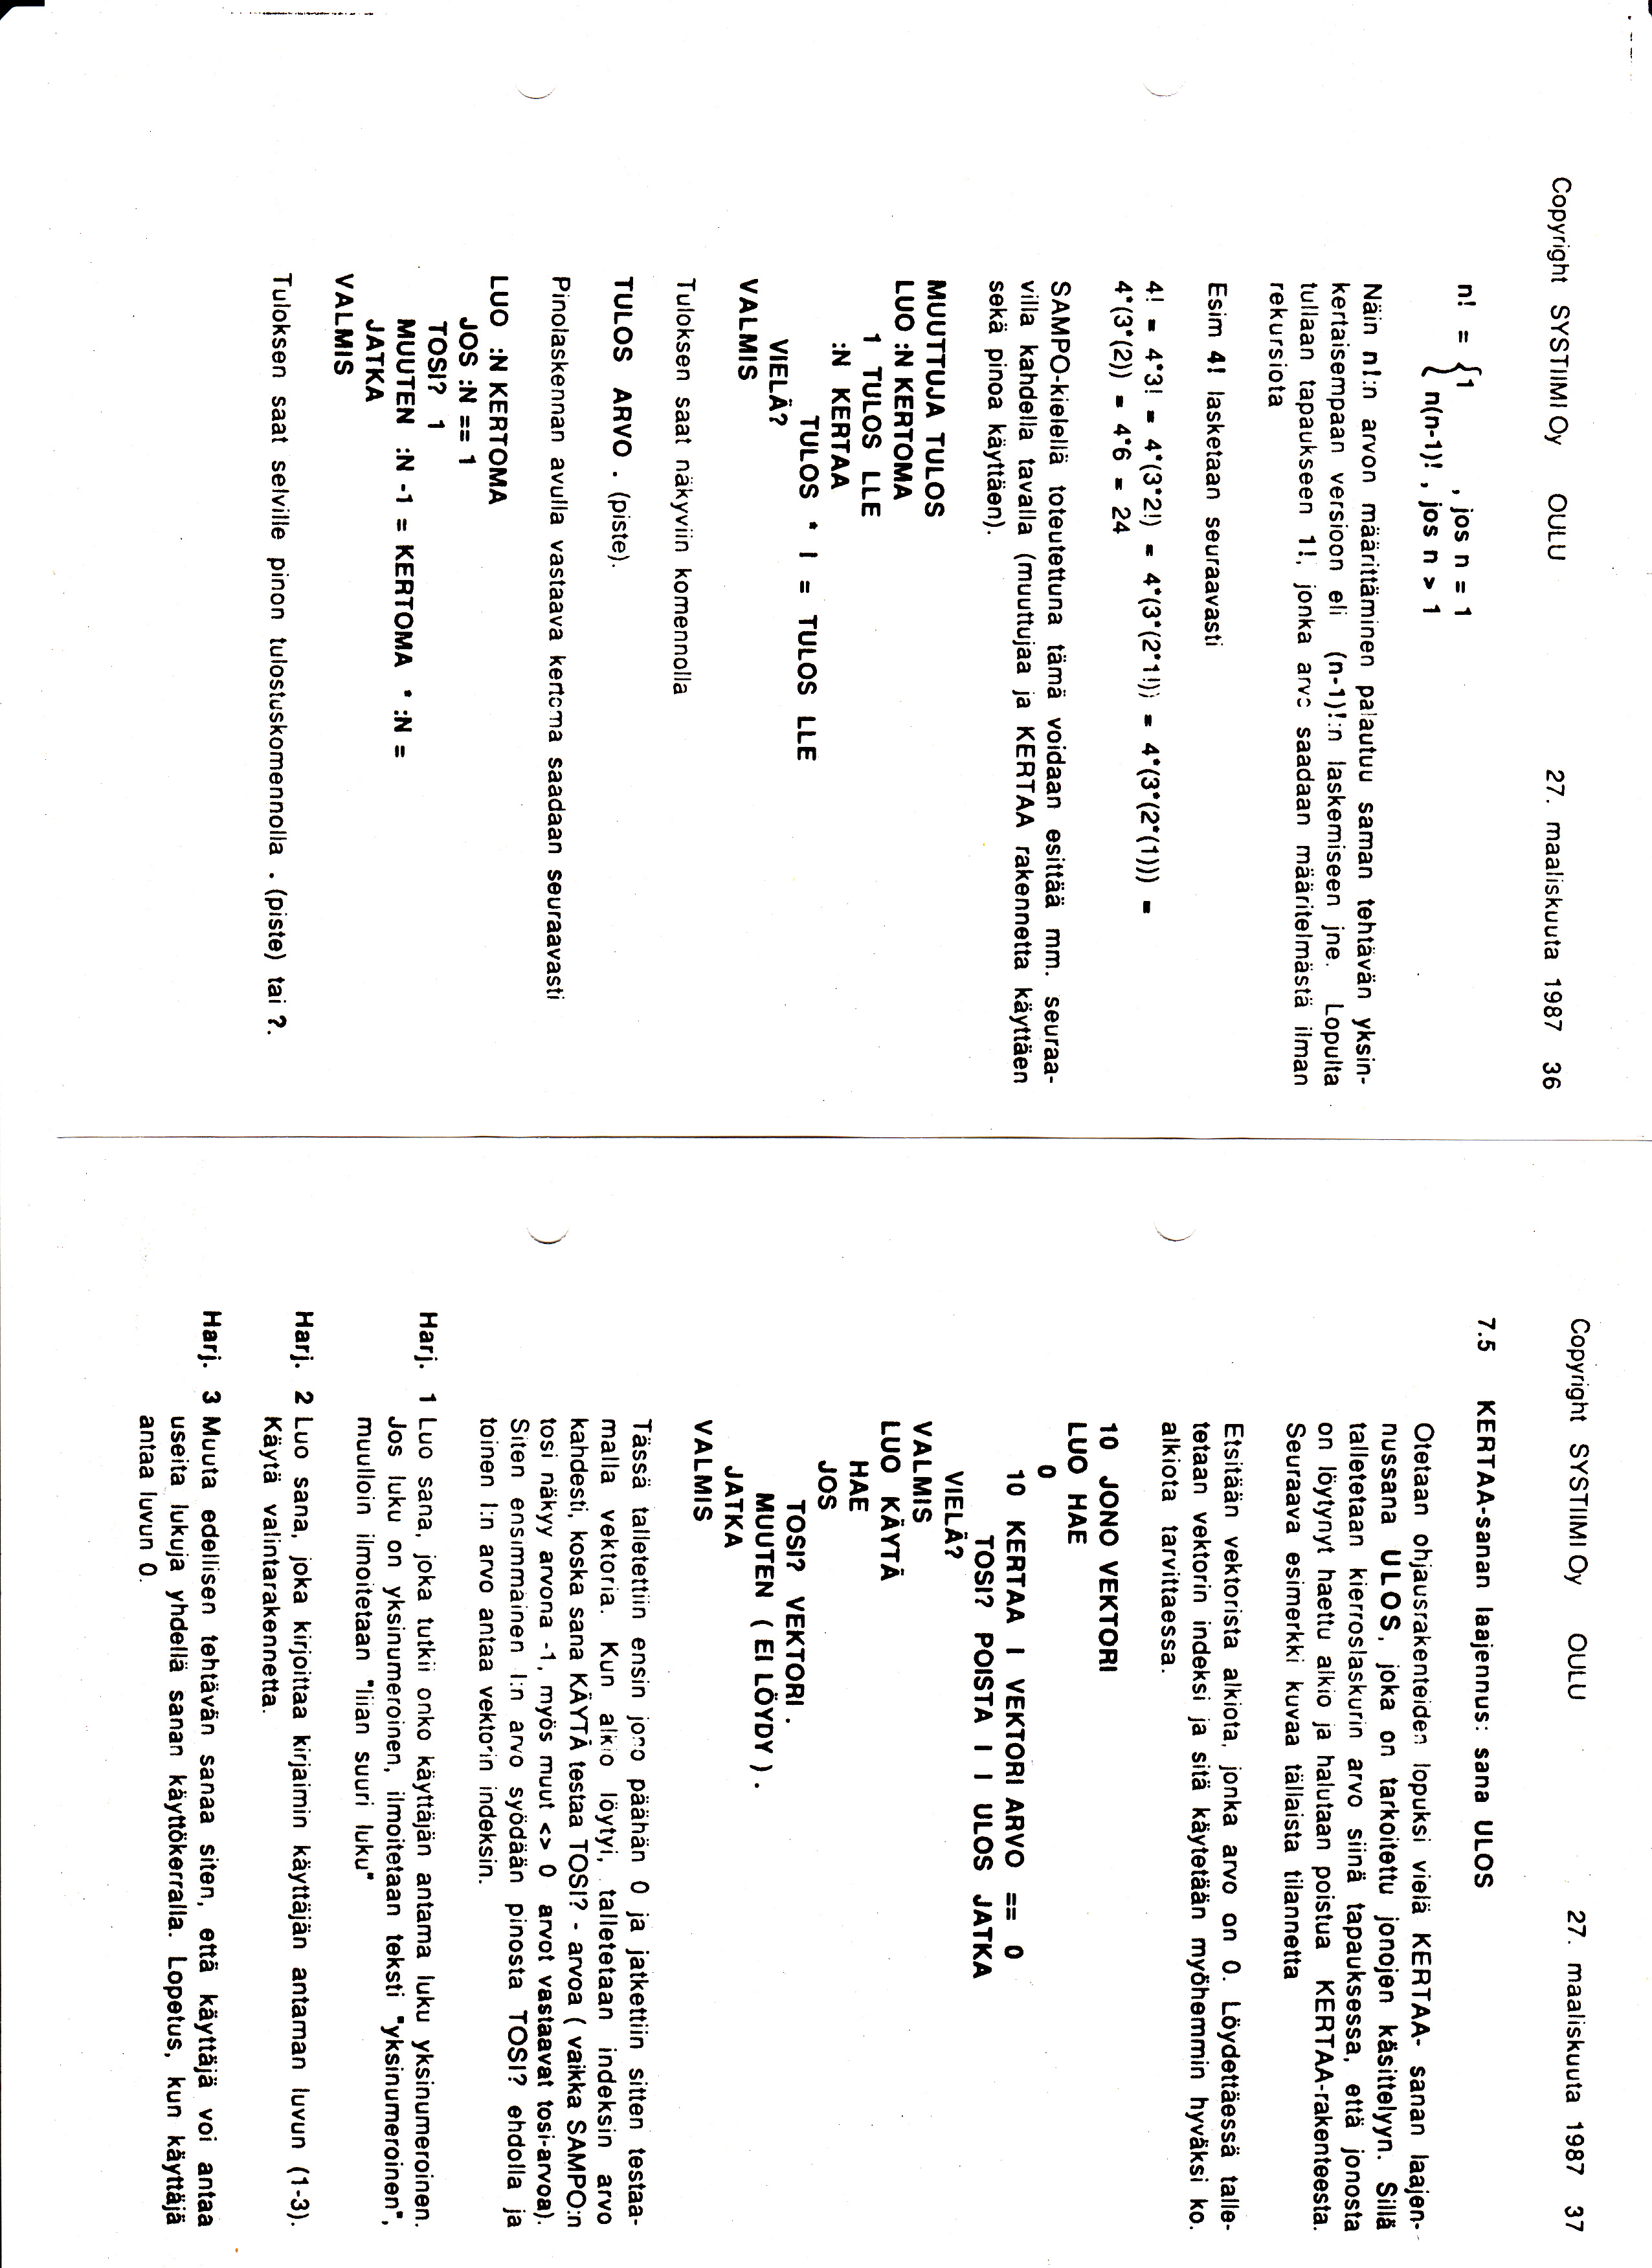 Copyright SYSTIIMI Oy OULU 27. maaliskuuta 1987 36
n! = { 1 , jos n = 1
n(n-1)! , jos n > 1
Näin n!:n arvon määrittäminen palautuu saman tehtävän yksin-
kertaisempaan versioon eli (n-1)!:n laskemiseen jne. Lopulta
tullaan tapaukseen 1!, jonka arvo saadaan määritelmästä ilman
rekursiota
Esim 4! lasketaan seuraavasti
4! = 4*3! = 4*(3*2!) = 4*(3*(2*1!)) = 4*(3*(2*(1))) =
4*(3*(2)) = 4*6 = 24
SAMPO-kielellä toteutettuna tämä voidaan esittää mm. seuraa-
villa kahdella tavalla (muuttujaa ja KERTAA rakennetta käyttäen
sekä pinoa käyttäen).
MUUTTUJA TULOS
LUO :N KERTOMA
1 TULOS LLE
:N KERTAA
TULOS * I = TULOS LLE
VIELÄ?
VALMIS
Tuloksen saat näkyviin komennolla
TULOS ARVO . (piste).
Pinolaskennan avulla vastaava kertoma saadaan seuraavasti
LUO :N KERTOMA
JOS :N == 1
TOSI? 1
MUUTEN :N -1 = KERTOMA * :N =
JATKA
VALMIS
Tuloksen saat selville pinon tulostuskomennolla . (piste) tai ?.
Copyright SYSTIIMI Oy OULU 27. maaliskuuta 1987 37
7.5 KERTAA-sanan laajennus: sana ULOS
Otetaan ohjausrakenteiden lopuksi vielä KERTAA- sanan laajen-
nussana ULOS, joka on tarkoitettu jonojen käsittelyyn. Sillä
talletetaan kierroslaskurin arvo siinä tapauksessa, että jonosta
on löytynyt haettu alkio ja halutaan poistua KERTAA-rakenteesta.
Seuraava esimerkki kuvaa tällaista tilannetta
Etsitään vektorista alkiota, jonka arvo on 0. Löydettäessä talle-
tetaan vektorin indeksi ja sitä käytetään myöhemmin hyväksi ko.
alkiota tarvittaessa.
10 JONO VEKTORI
LUO HAE
0
10 KERTAA I VEKTORI ARVO == 0
TOSI? POISTA I I ULOS JATKA
VIELÄ?
VALMIS
LUO KÄYTÄ
HAE
JOS
TOSI? VEKTORI .
MUUTEN ( EI LÖYDY ) .
JATKA
VALMIS
Tässä talletettiin ensin jono päähän 0 ja jatkettiin sitten testaa-
malla vektoria. Kun alkio löytyi, talletetaan indeksin arvo
kahdesti, koska sana KÄYTÄ testaa TOSI? - arvoa ( vaikka SAMPO:n
tosi näkyy arvona -1, myös muut <> 0 arvot vastaavat tosi-arvoa).
Siten ensimmäinen I:n arvo syödään pinosta TOSI? ehdolla ja
toinen I:n arvo antaa vektorin indeksin.
Harj. 1 Luo sana, joka tutkii onko käyttäjän antama luku yksinumeroinen.
Jos luku on yksinumeroinen, ilmoitetaan teksti "yksinumeroinen",
muulloin ilmoitetaan "liian suuri luku"
Harj. 2 Luo sana, joka kirjoittaa kirjaimin käyttäjän antaman luvun (1-3).
Käytä valintarakennetta.
Harj. 3 Muuta edellisen tehtävän sanaa siten, että käyttäjä voi antaa
useita lukuja yhdellä sanan käyttökerralla. Lopetus, kun käyttäjä
antaa luvun 0.